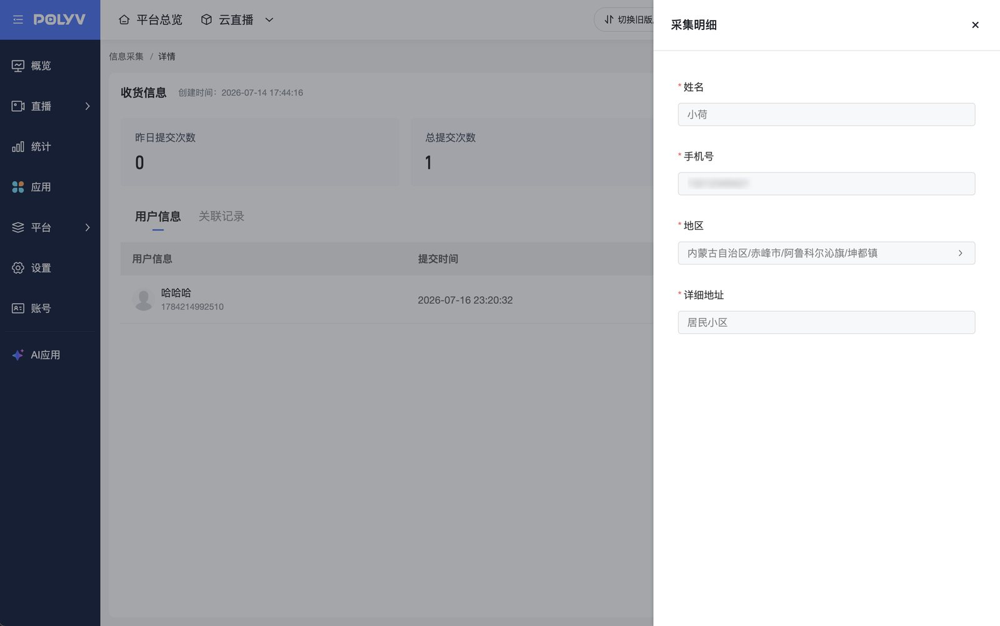 POLYV
平台总览
云直播
切换旧版
信息采集 / 详情
概览
直播
统计
应用
平台
设置
账号
AI应用
收货信息
创建时间：2026-07-14 17:44:16
昨日提交次数
0
总提交次数
1
用户信息
关联记录
用户信息
提交时间
哈哈哈
1784214992510
2026-07-16 23:20:32
采集明细
* 姓名
小荷
* 手机号
* 地区
内蒙古自治区/赤峰市/阿鲁科尔沁旗/坤都镇
* 详细地址
居民小区